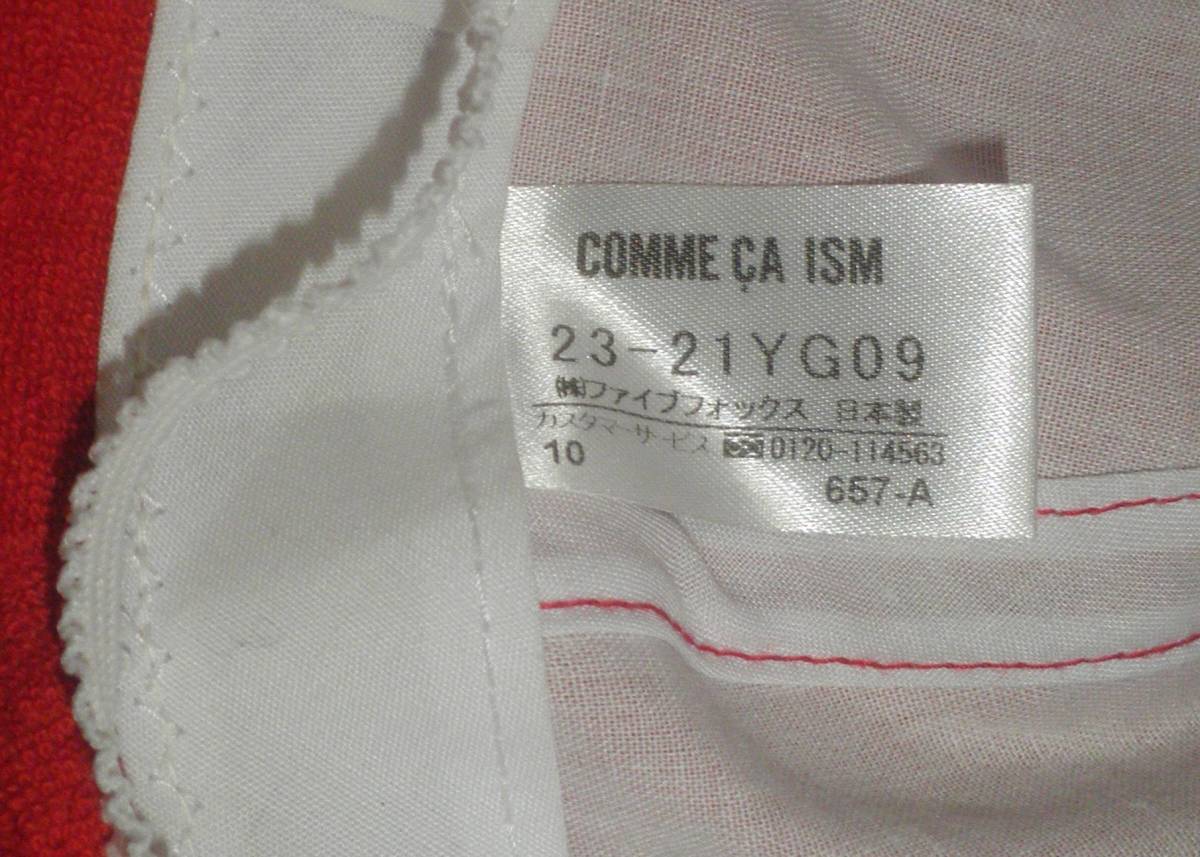 COMME ÇA ISM
23-21YG09
㈱ファイブフォックス 日本製
カスタマーサービス 0120-114563
10
657-A